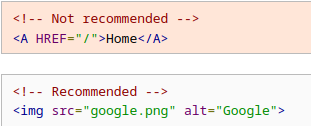 <!-- Not recommended -->
<A HREF="/">Home</A>
<!-- Recommended -->
<img src="google.png" alt="Google">